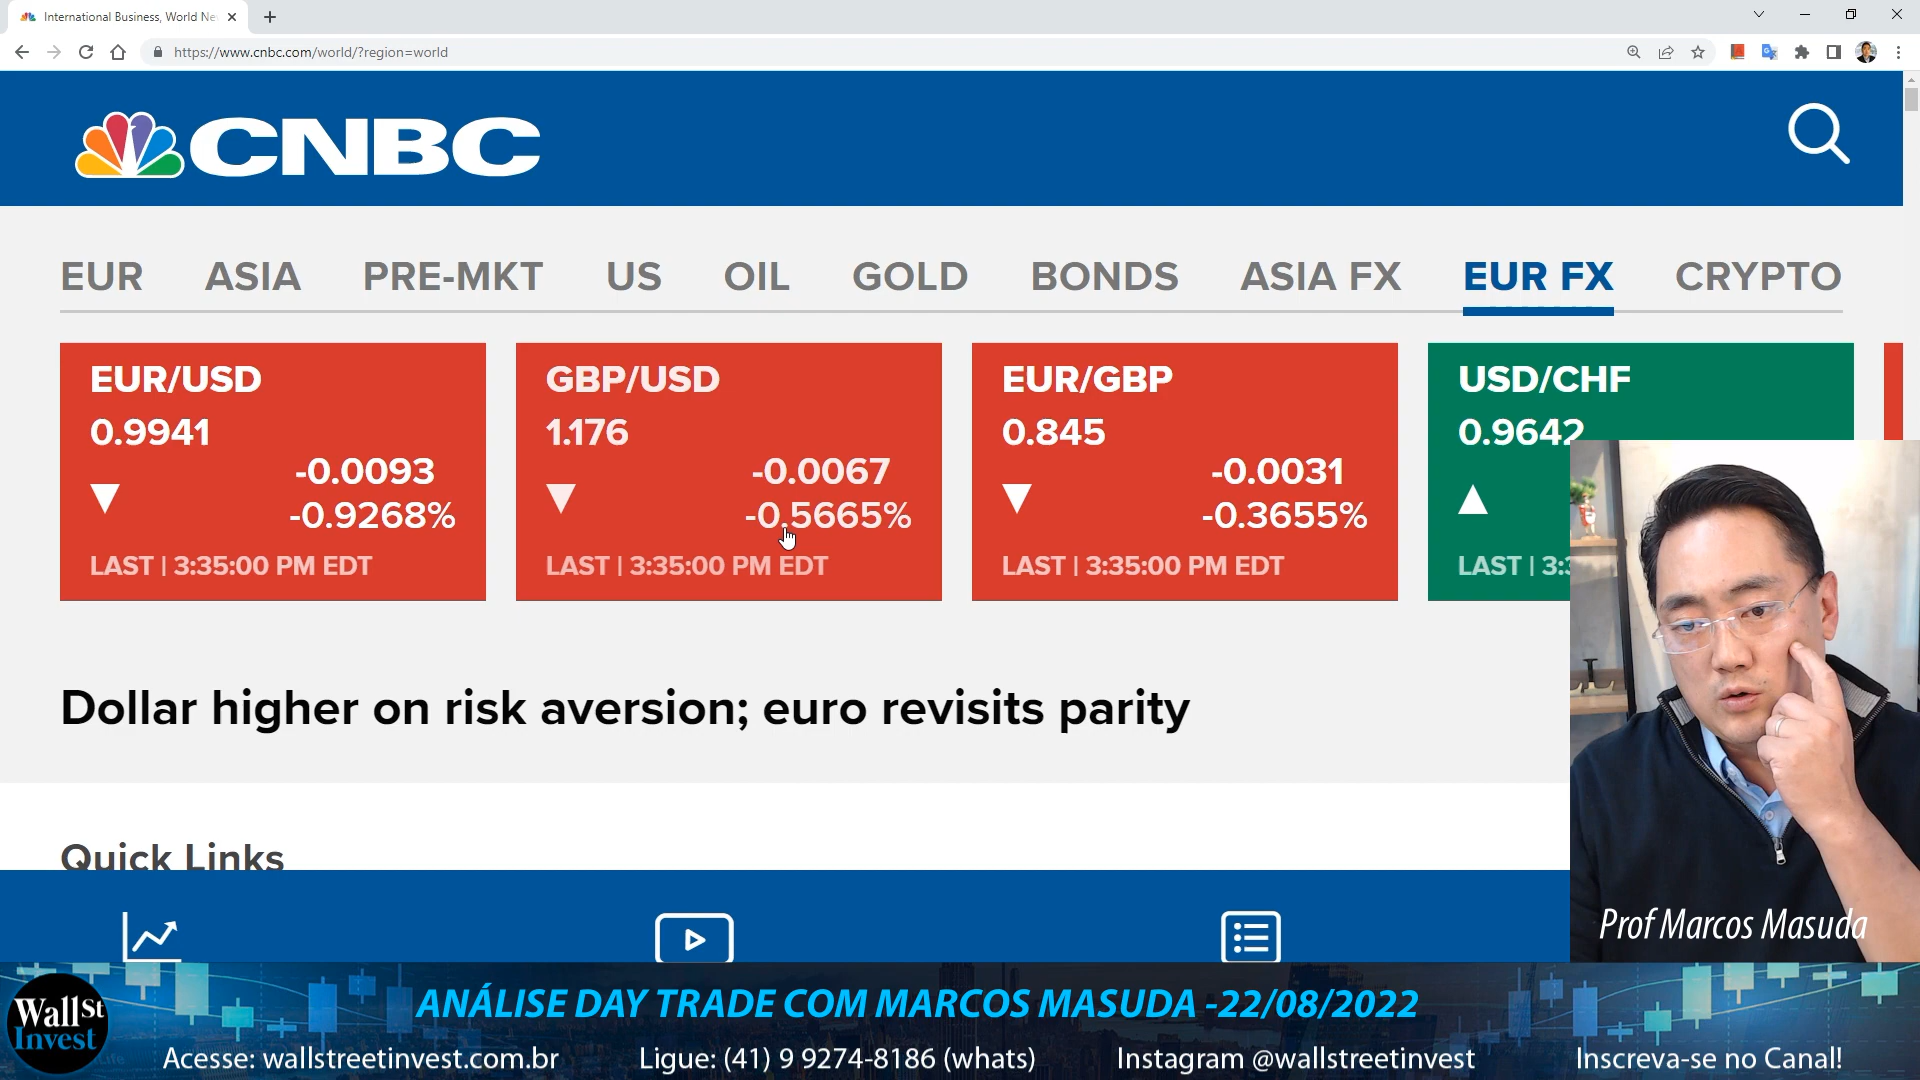 International Business, World Ne
https://www.cnbc.com/world/?region=world
CNBC
EUR ASIA PRE-MKT US OIL GOLD BONDS ASIA FX EUR FX CRYPTO
EUR/USD
0.9941
-0.0093
-0.9268%
LAST | 3:35:00 PM EDT
GBP/USD
1.176
-0.0067
-0.5665%
LAST | 3:35:00 PM EDT
EUR/GBP
0.845
-0.0031
-0.3655%
LAST | 3:35:00 PM EDT
USD/CHF
0.9642
LAST | 3:3
Dollar higher on risk aversion; euro revisits parity
Quick Links
Prof Marcos Masuda
WallSt
Invest
ANÁLISE DAY TRADE COM MARCOS MASUDA -22/08/2022
Acesse: wallstreetinvest.com.br Ligue: (41) 9 9274-8186 (whats) Instagram @wallstreetinvest Inscreva-se no Canal!